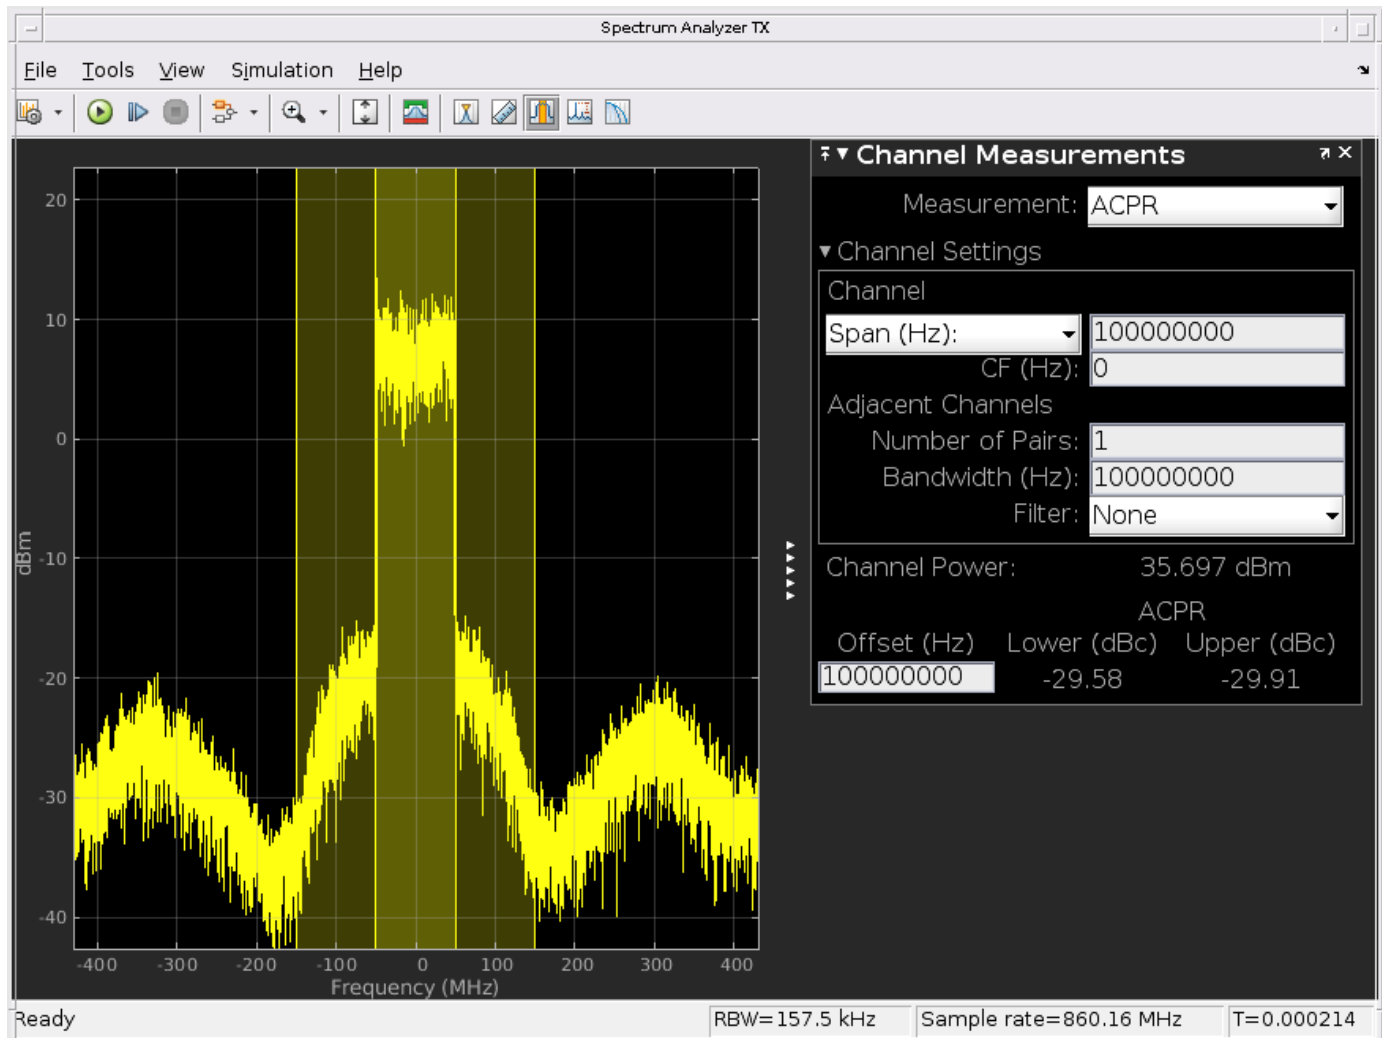 Spectrum Analyzer TX
File Tools View Simulation Help
Channel Measurements
Measurement: ACPR
Channel Settings
Channel
Span (Hz): 100000000
CF (Hz): 0
Adjacent Channels
Number of Pairs: 1
Bandwidth (Hz): 100000000
Filter: None
Channel Power: 35.697 dBm
ACPR
Offset (Hz) Lower (dBc) Upper (dBc)
100000000 -29.58 -29.91
20
10
0
-10
-20
-30
-40
dBm
-400 -300 -200 -100 0 100 200 300 400
Frequency (MHz)
Ready RBW=157.5 kHz Sample rate=860.16 MHz T=0.000214